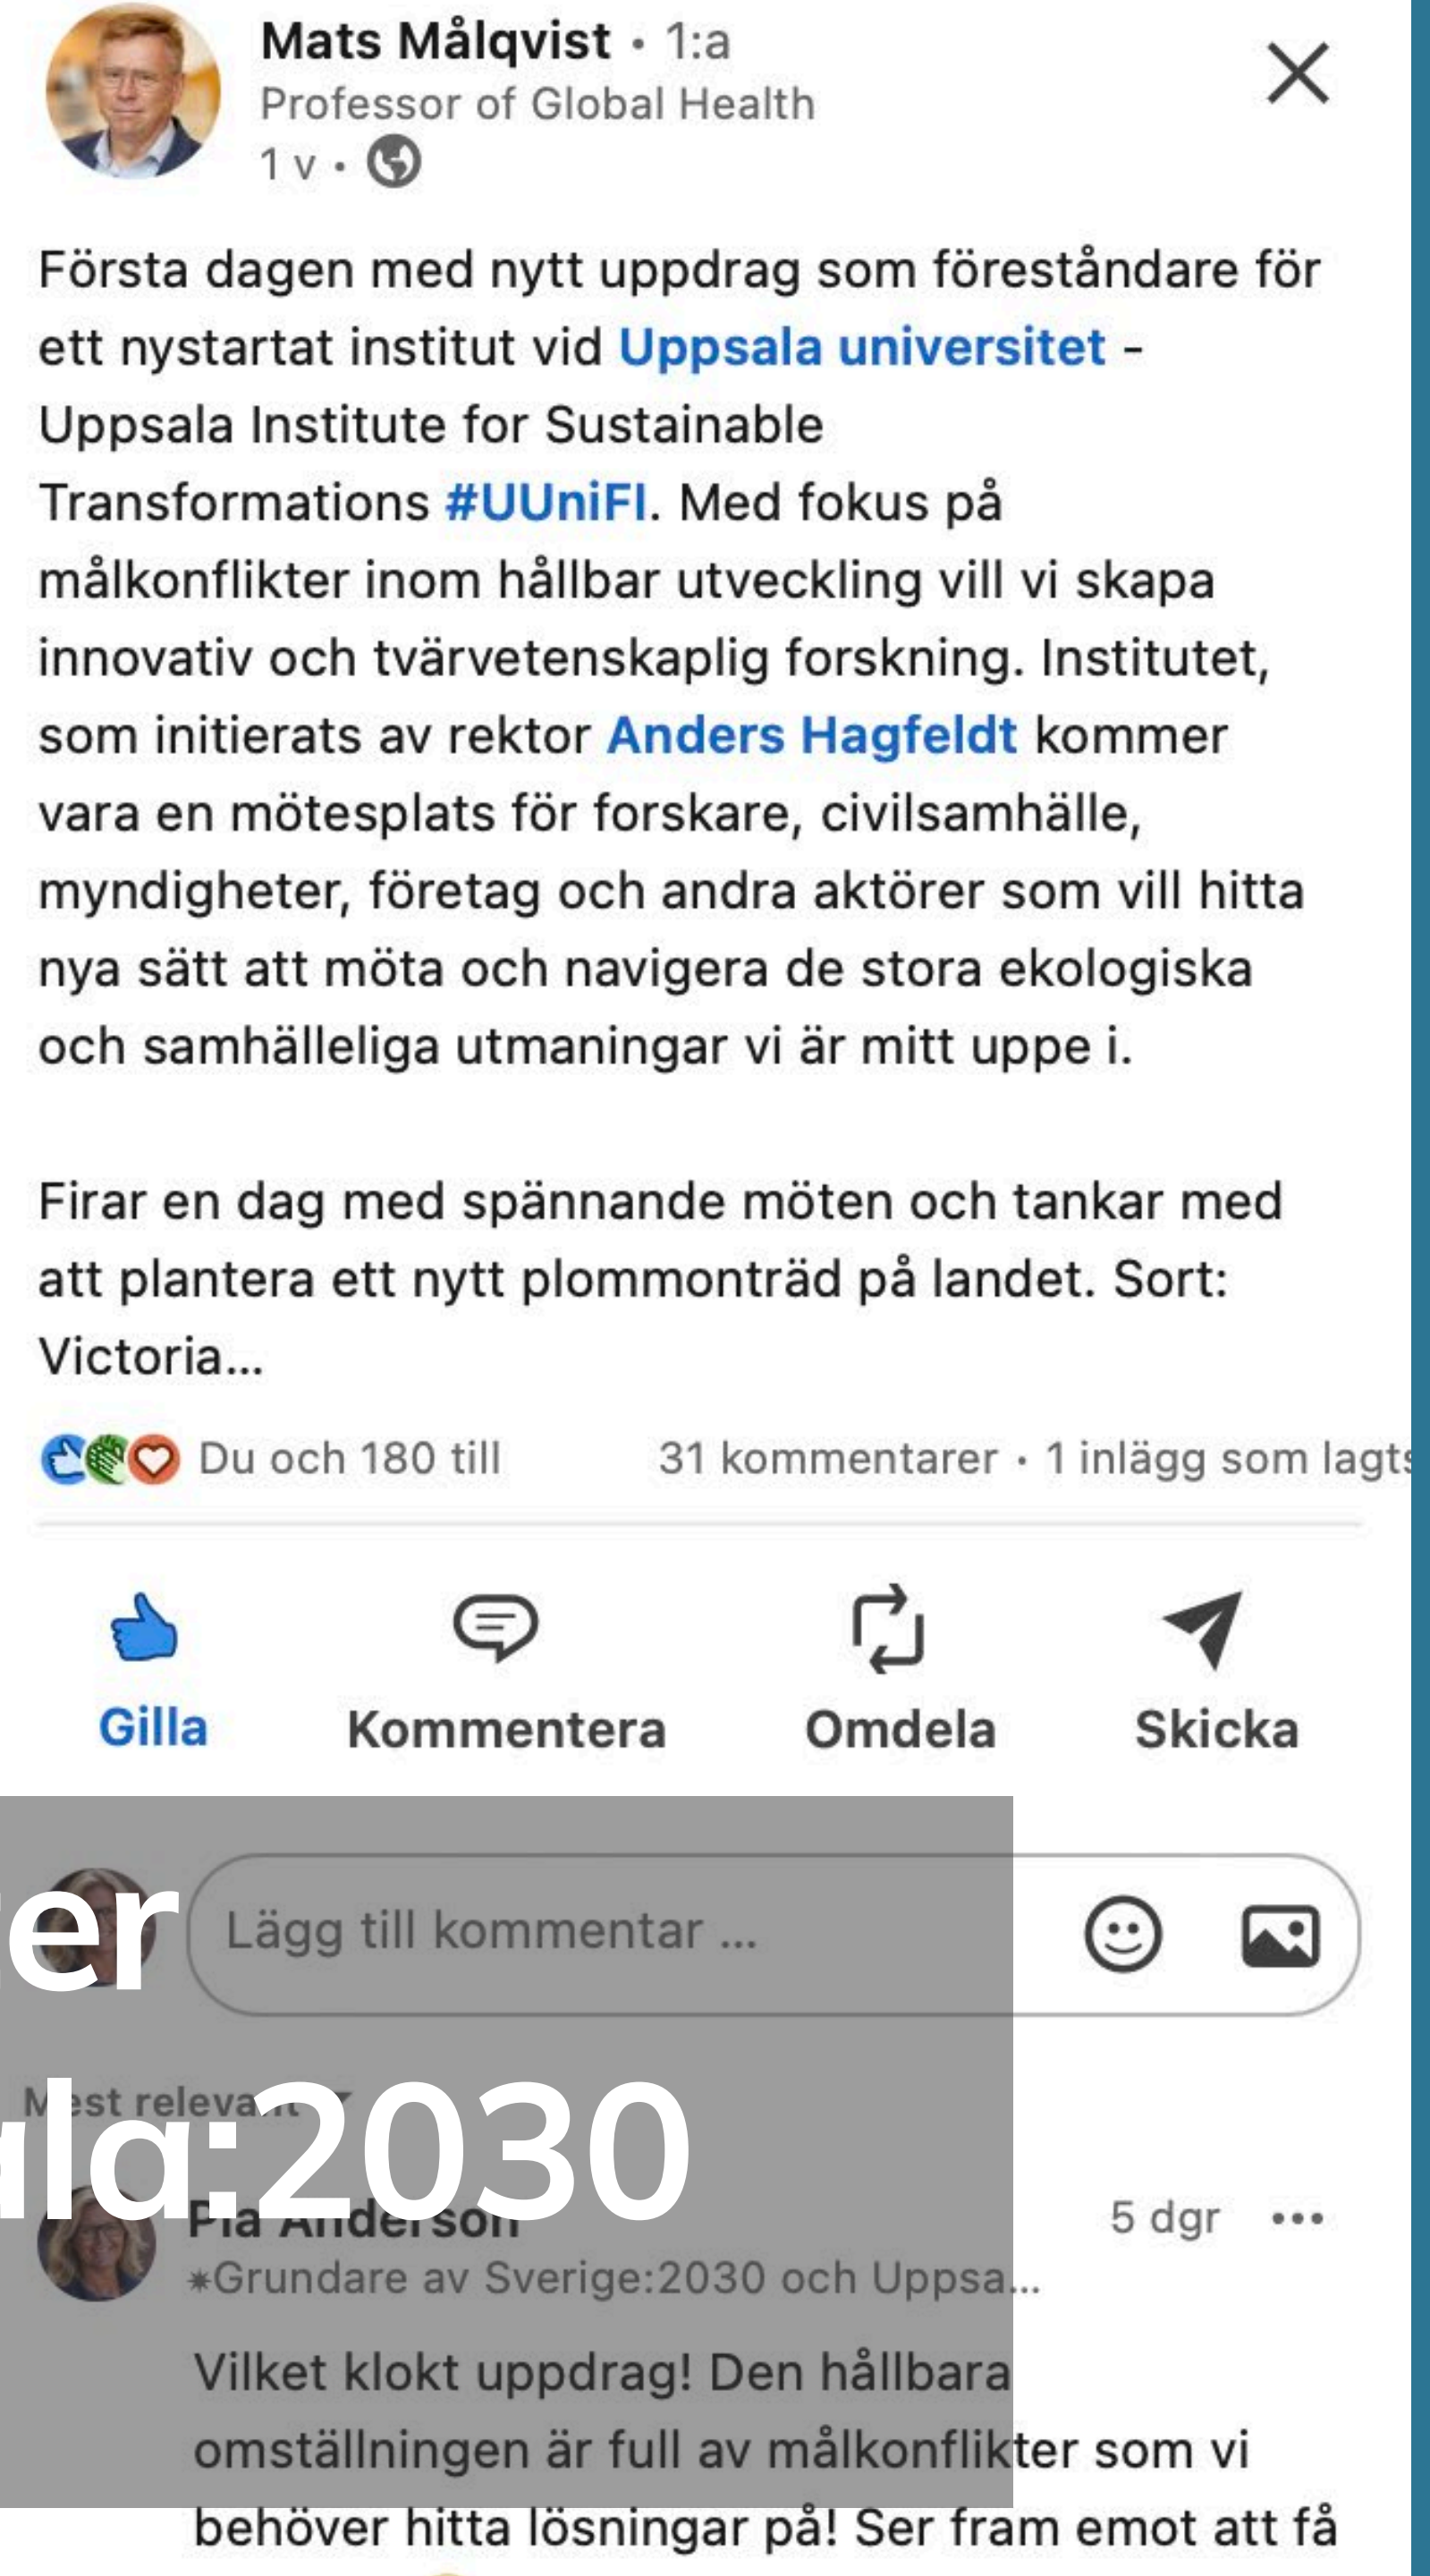 Mats Målqvist • 1:a
Professor of Global Health
1 v •
Första dagen med nytt uppdrag som föreståndare för
ett nystartat institut vid Uppsala universitet -
Uppsala Institute for Sustainable
Transformations #UUniFI. Med fokus på
målkonflikter inom hållbar utveckling vill vi skapa
innovativ och tvärvetenskaplig forskning. Institutet,
som initierats av rektor Anders Hagfeldt kommer
vara en mötesplats för forskare, civilsamhälle,
myndigheter, företag och andra aktörer som vill hitta
nya sätt att möta och navigera de stora ekologiska
och samhälleliga utmaningar vi är mitt uppe i.
Firar en dag med spännande möten och tankar med
att plantera ett nytt plommonträd på landet. Sort:
Victoria...
Du och 180 till 31 kommentarer • 1 inlägg som lagts
Gilla Kommentera Omdela Skicka
er
Lägg till kommentar ...
Mest relevant
ala:2030
Pia Anderson 5 dgr •••
✷Grundare av Sverige:2030 och Uppsa...
Vilket klokt uppdrag! Den hållbara
omställningen är full av målkonflikter som vi
behöver hitta lösningar på! Ser fram emot att få